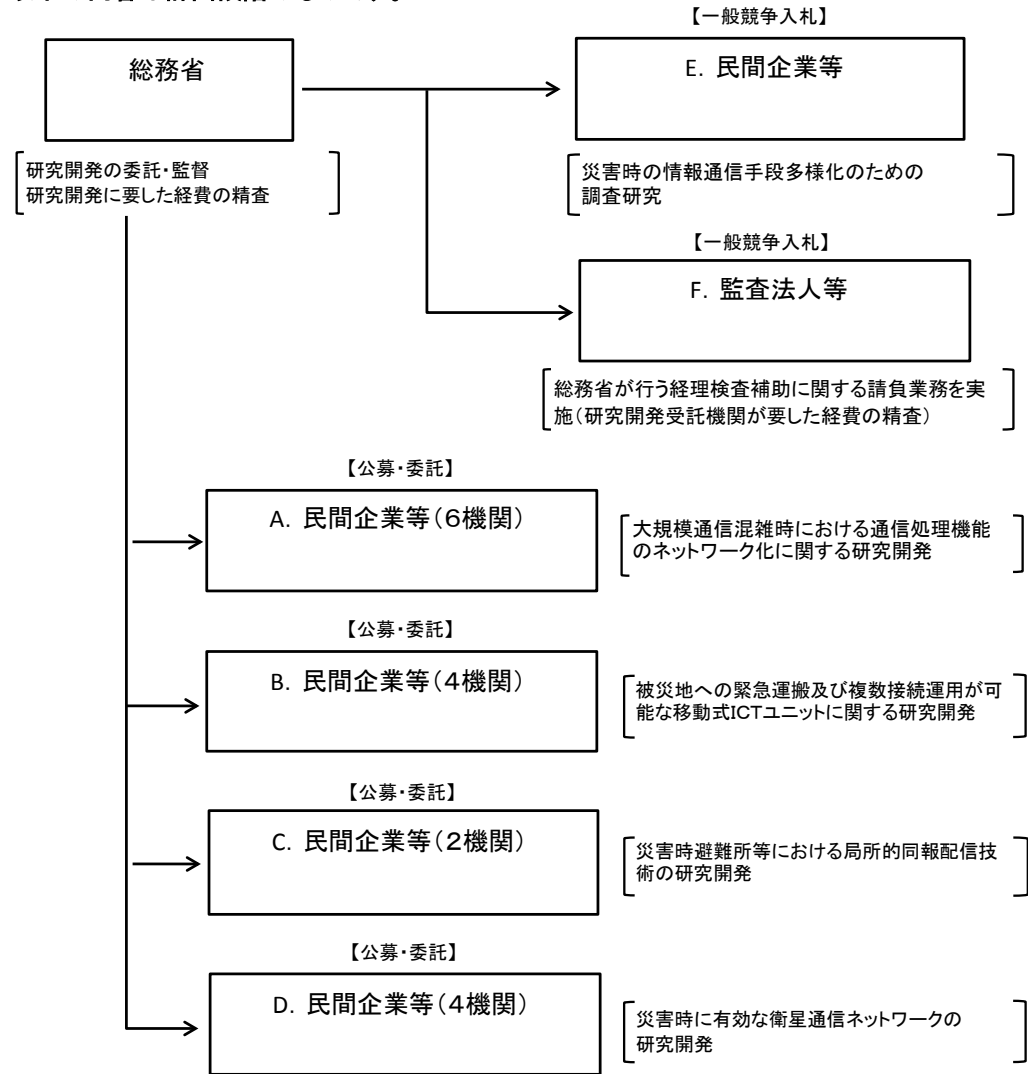 【一般競争入札】
総務省
E. 民間企業等
研究開発の委託・監督
研究開発に要した経費の精査
災害時の情報通信手段多様化のための
調査研究
【一般競争入札】
F. 監査法人等
総務省が行う経理検査補助に関する請負業務を実
施(研究開発受託機関が要した経費の精査)
【公募・委託】
A. 民間企業等(6機関)
大規模通信混雑時における通信処理機能
のネットワーク化に関する研究開発
【公募・委託】
B. 民間企業等(4機関)
被災地への緊急運搬及び複数接続運用が可
能な移動式ICTユニットに関する研究開発
【公募・委託】
C. 民間企業等(2機関)
災害時避難所等における局所的同報配信技
術の研究開発
【公募・委託】
D. 民間企業等(4機関)
災害時に有効な衛星通信ネットワークの
研究開発